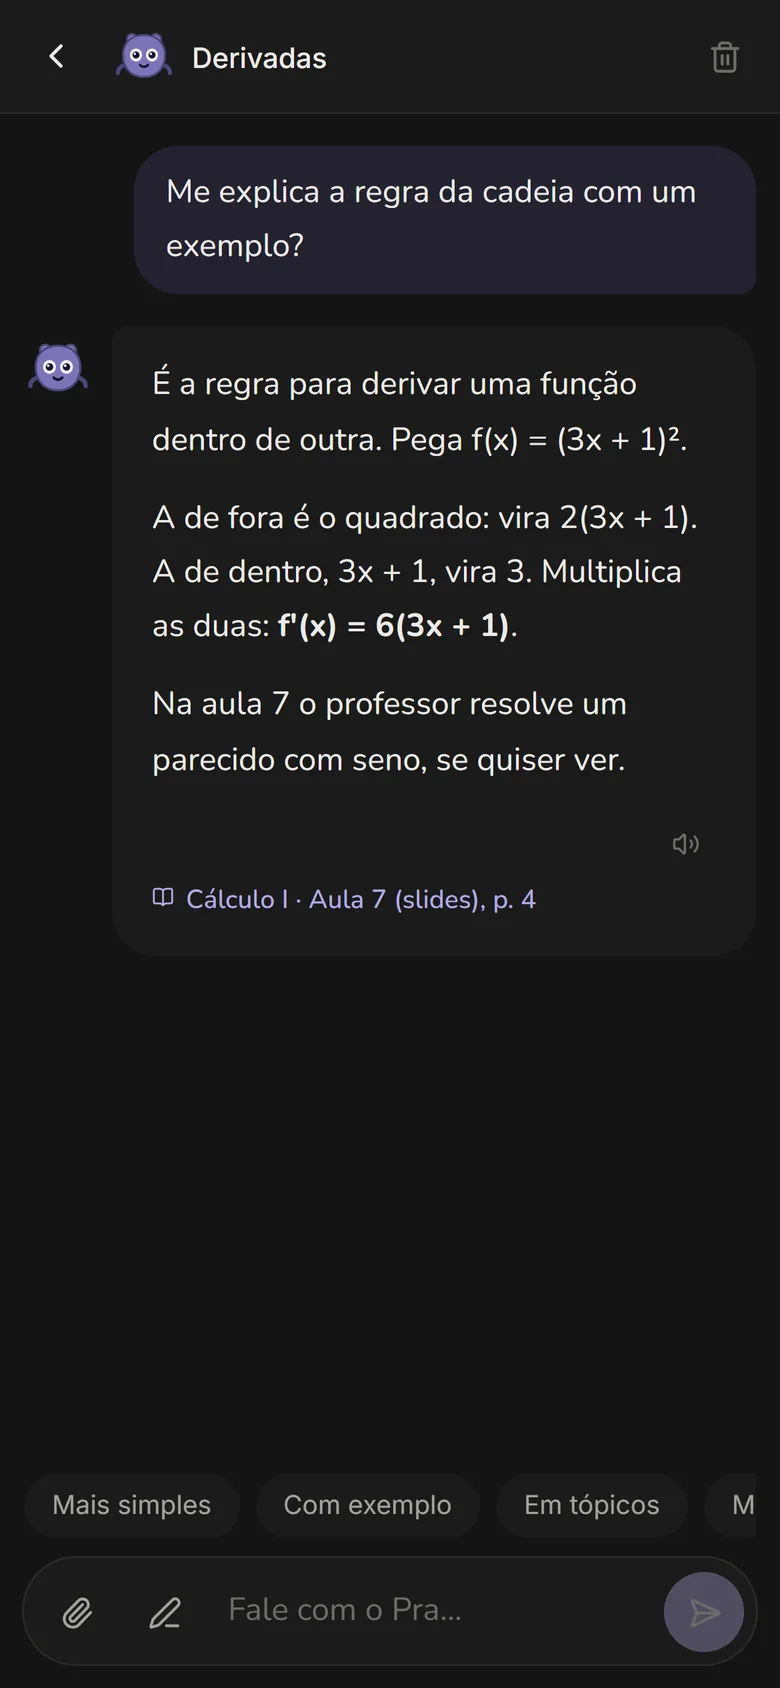 Derivadas
Me explica a regra da cadeia com um
exemplo?
É a regra para derivar uma função
dentro de outra. Pega f(x) = (3x + 1)².
A de fora é o quadrado: vira 2(3x + 1).
A de dentro, 3x + 1, vira 3. Multiplica
as duas: f'(x) = 6(3x + 1).
Na aula 7 o professor resolve um
parecido com seno, se quiser ver.
Cálculo I · Aula 7 (slides), p. 4
Mais simples
Com exemplo
Em tópicos
M
Fale com o Pra...